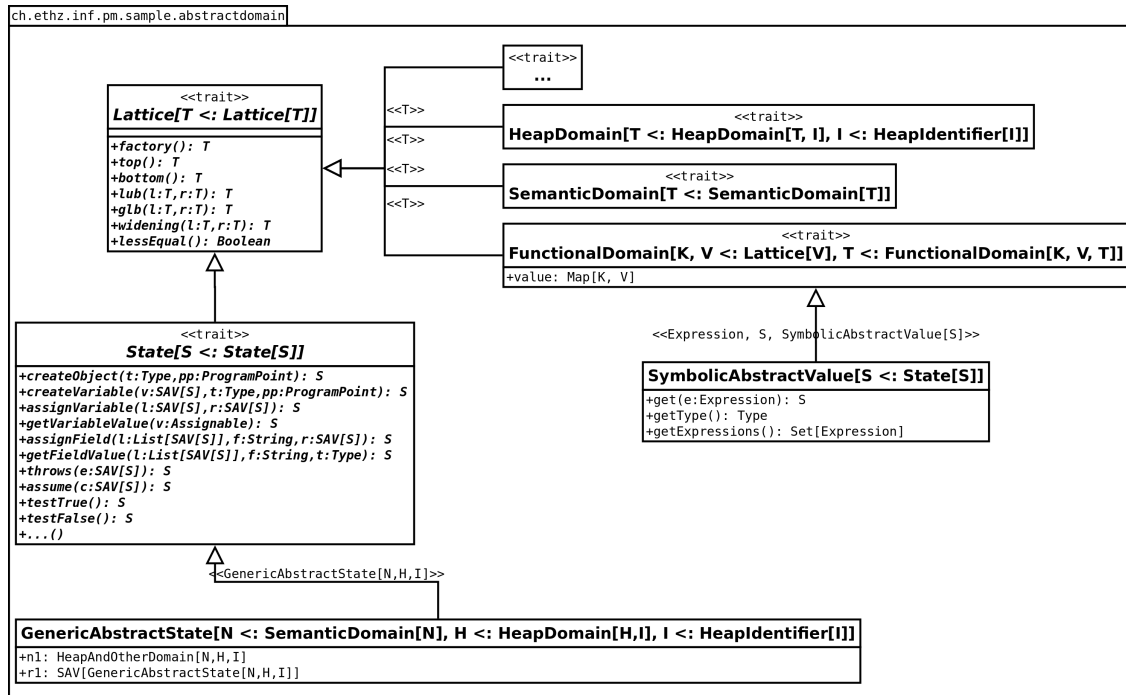 ch.ethz.inf.pm.sample.abstractdomain
<<trait>>
Lattice[T <: Lattice[T]]
+factory(): T
+top(): T
+bottom(): T
+lub(l:T,r:T): T
+glb(l:T,r:T): T
+widening(l:T,r:T): T
+lessEqual(): Boolean
<<trait>>
...
<<T>>
<<trait>>
HeapDomain[T <: HeapDomain[T, I], I <: HeapIdentifier[I]]
<<T>>
<<T>>
<<trait>>
SemanticDomain[T <: SemanticDomain[T]]
<<T>>
<<trait>>
FunctionalDomain[K, V <: Lattice[V], T <: FunctionalDomain[K, V, T]]
+value: Map[K, V]
<<Expression, S, SymbolicAbstractValue[S]>>
SymbolicAbstractValue[S <: State[S]]
+get(e:Expression): S
+getType(): Type
+getExpressions(): Set[Expression]
<<trait>>
State[S <: State[S]]
+createObject(t:Type,pp:ProgramPoint): S
+createVariable(v:SAV[S],t:Type,pp:ProgramPoint): S
+assignVariable(l:SAV[S],r:SAV[S]): S
+getVariableValue(v:Assignable): S
+assignField(l:List[SAV[S]],f:String,r:SAV[S]): S
+getFieldValue(l:List[SAV[S]],f:String,t:Type): S
+throws(e:SAV[S]): S
+assume(c:SAV[S]): S
+testTrue(): S
+testFalse(): S
+...()
<<GenericAbstractState[N,H,I]>>
GenericAbstractState[N <: SemanticDomain[N], H <: HeapDomain[H,I], I <: HeapIdentifier[I]]
+n1: HeapAndOtherDomain[N,H,I]
+r1: SAV[GenericAbstractState[N,H,I]]